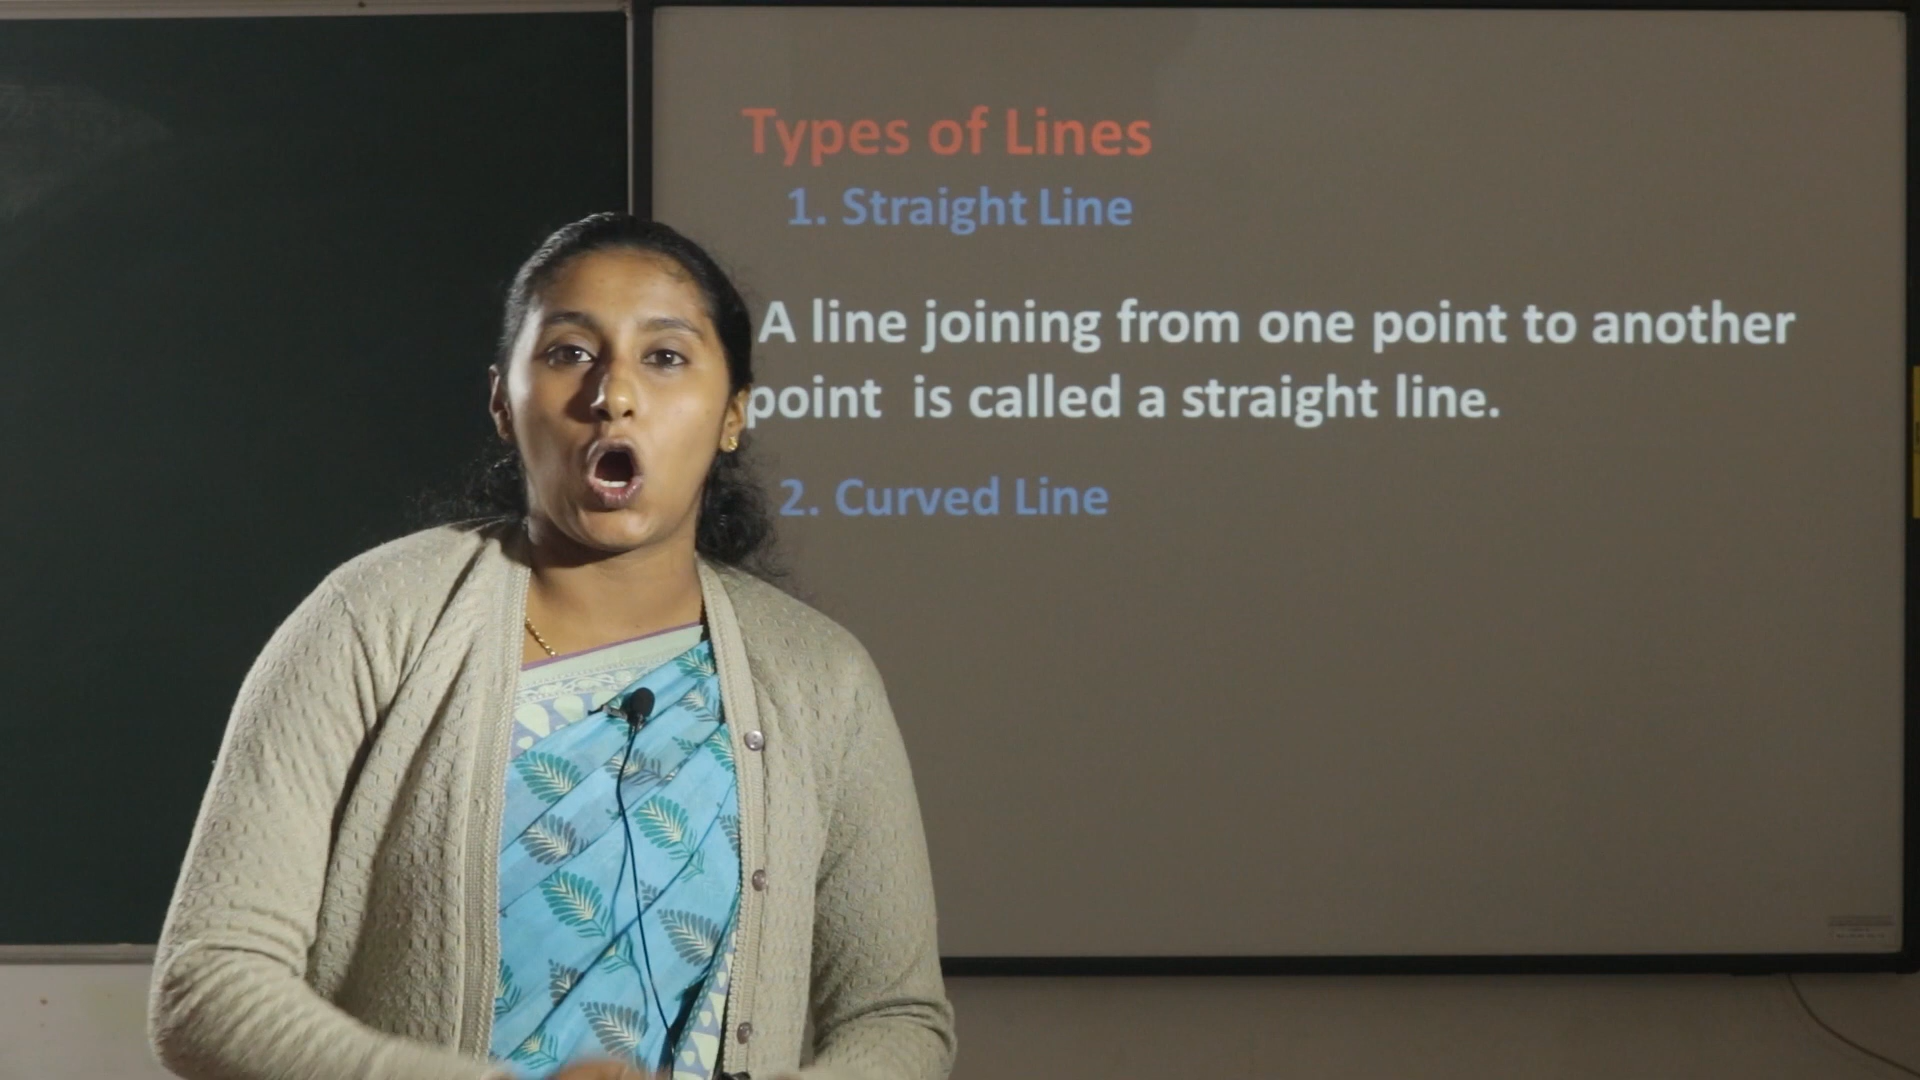 Types of Lines
1. Straight Line
A line joining from one point to another
point is called a straight line.
2. Curved Line